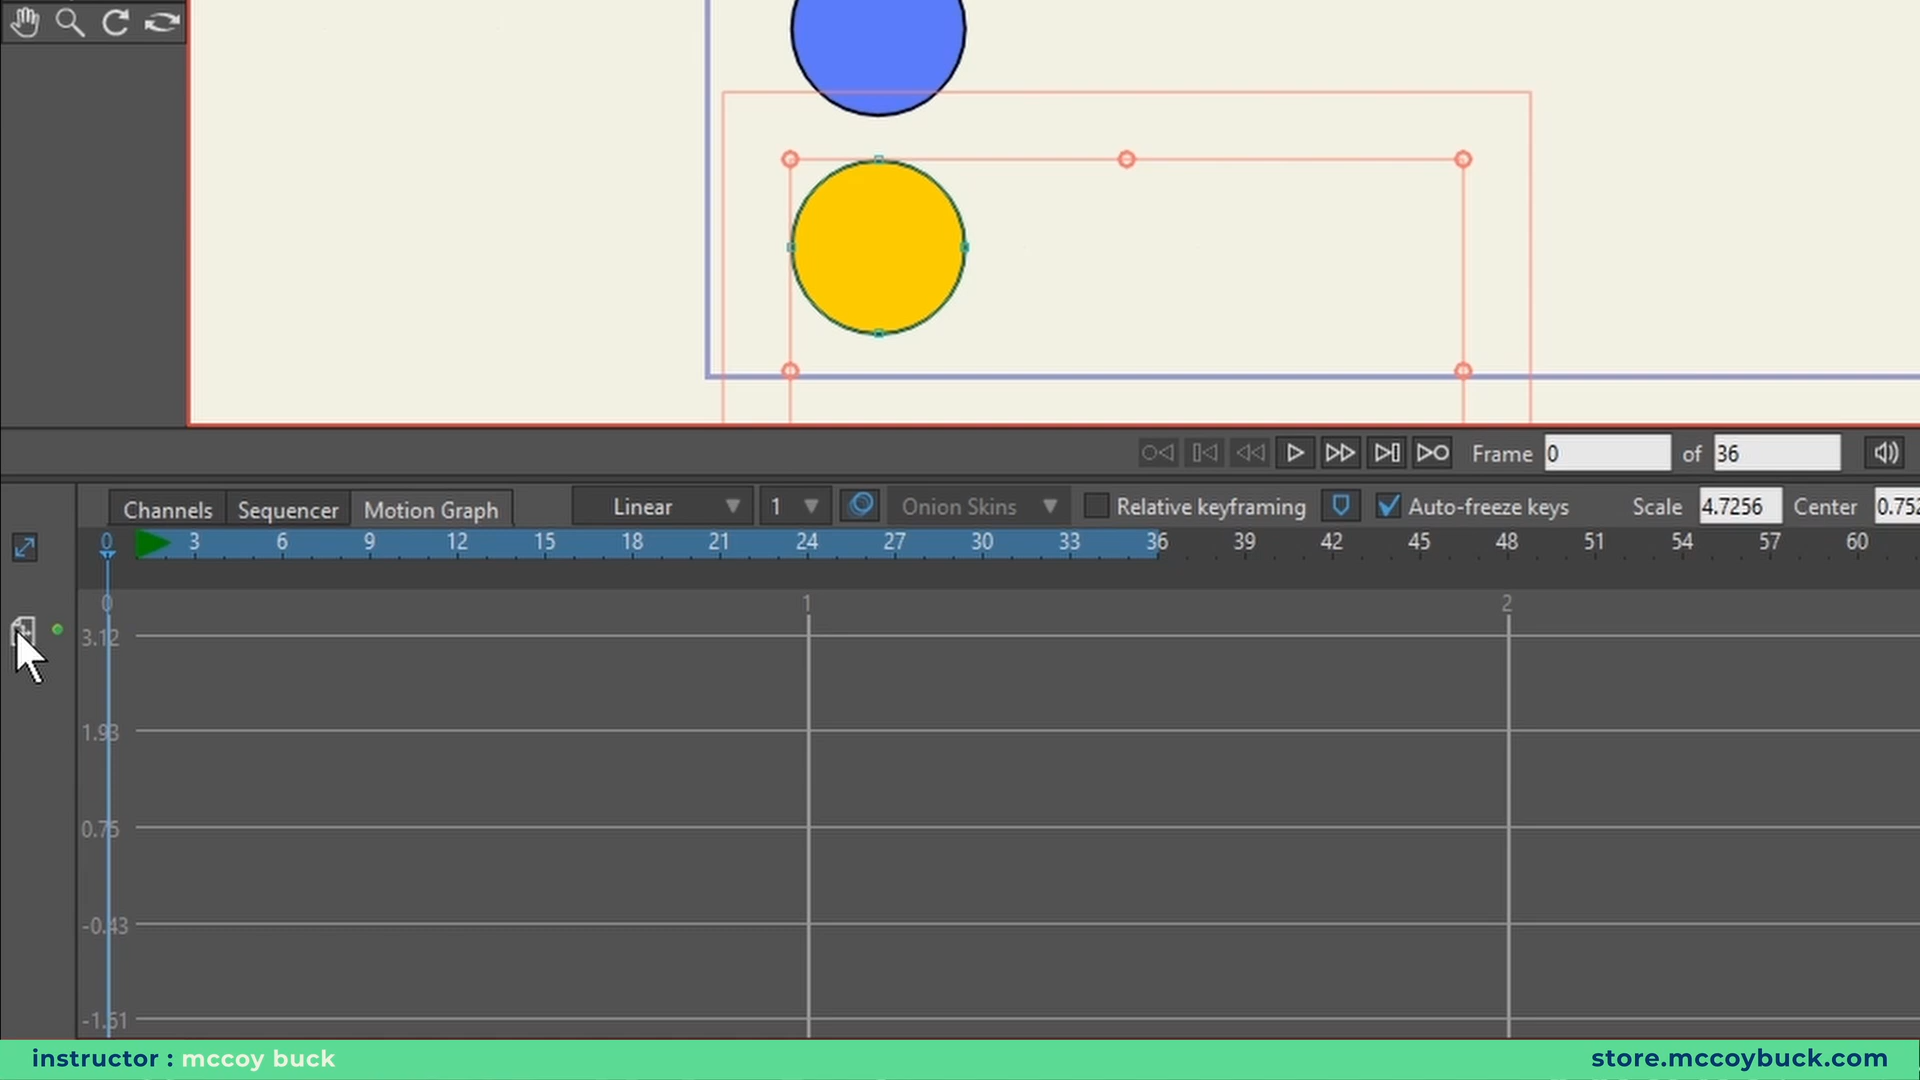 Frame 0 of 36
Channels Sequencer Motion Graph Linear 1 Onion Skins Relative keyframing Auto-freeze keys Scale 4.7256 Center 0.752
0 3 6 9 12 15 18 21 24 27 30 33 36 39 42 45 48 51 54 57 60
0 1 2
3.12
1.93
0.75
-0.43
-1.61
instructor : mccoy buck store.mccoybuck.com